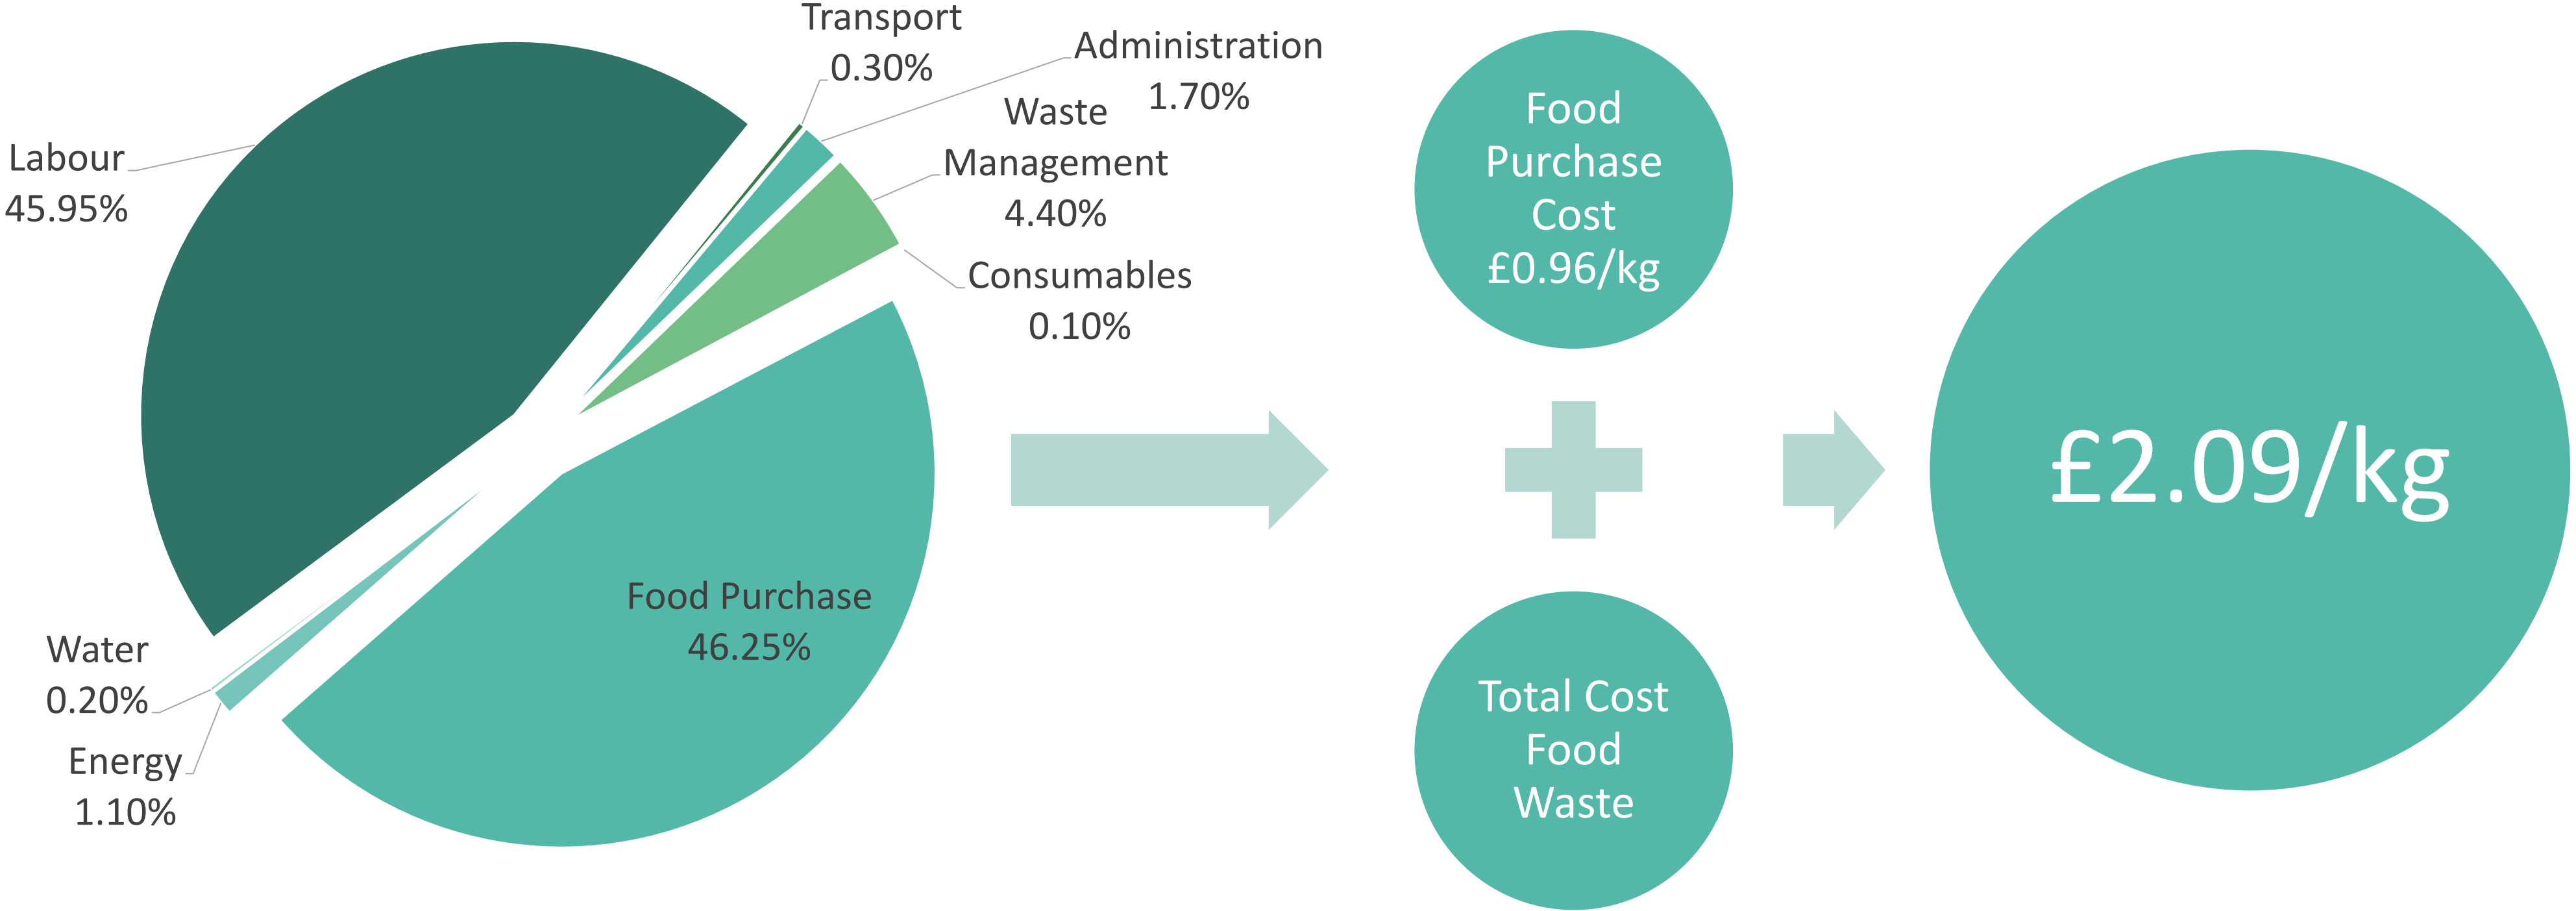 Transport
0.30%
Administration
1.70%
Waste
Management
4.40%
Consumables
0.10%
Labour
45.95%
Food Purchase
46.25%
Water
0.20%
Energy
1.10%
Food
Purchase
Cost
£0.96/kg
Total Cost
Food
Waste
£2.09/kg